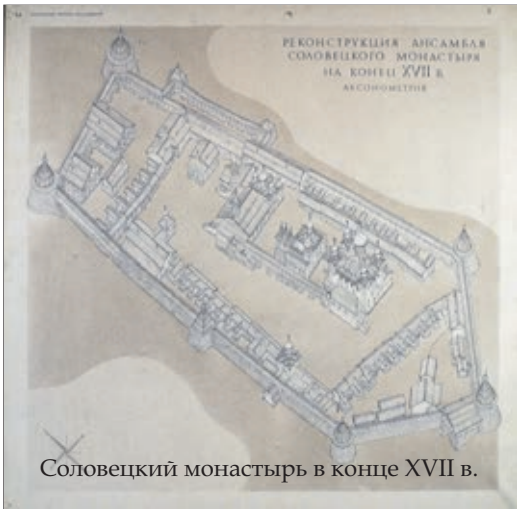 РЕКОНСТРУКЦИЯ АНСАМБЛЯ
СОЛОВЕЦКОГО МОНАСТЫРЯ
НА КОНЕЦ XVII В.
АКСОНОМЕТРИЯ
Соловецкий монастырь в конце XVII в.